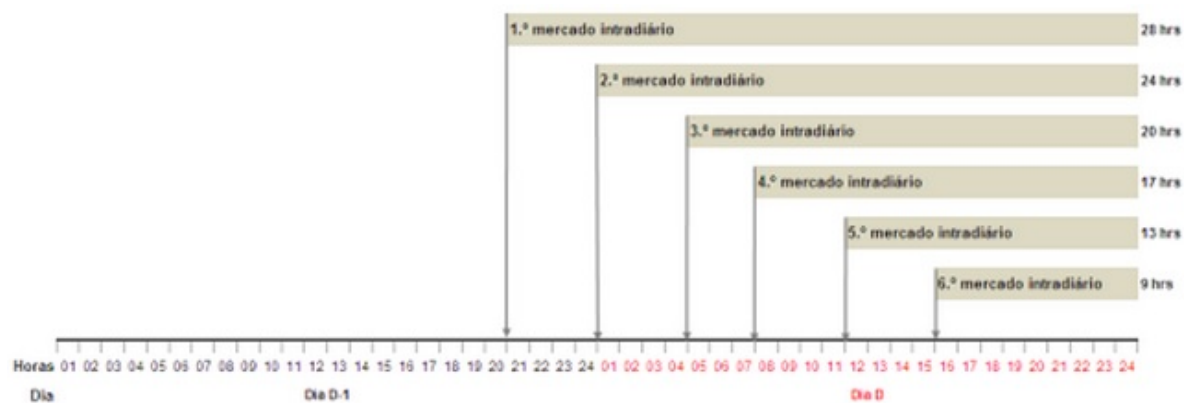 1.º mercado intradiário 28 hrs
2.º mercado intradiário 24 hrs
3.º mercado intradiário 20 hrs
4.º mercado intradiário 17 hrs
5.º mercado intradiário 13 hrs
6.º mercado intradiário 9 hrs
Horas 01 02 03 04 05 06 07 08 09 10 11 12 13 14 15 16 17 18 19 20 21 22 23 24 01 02 03 04 05 06 07 08 09 10 11 12 13 14 15 16 17 18 19 20 21 22 23 24
Dia Dia D-1 Dia D